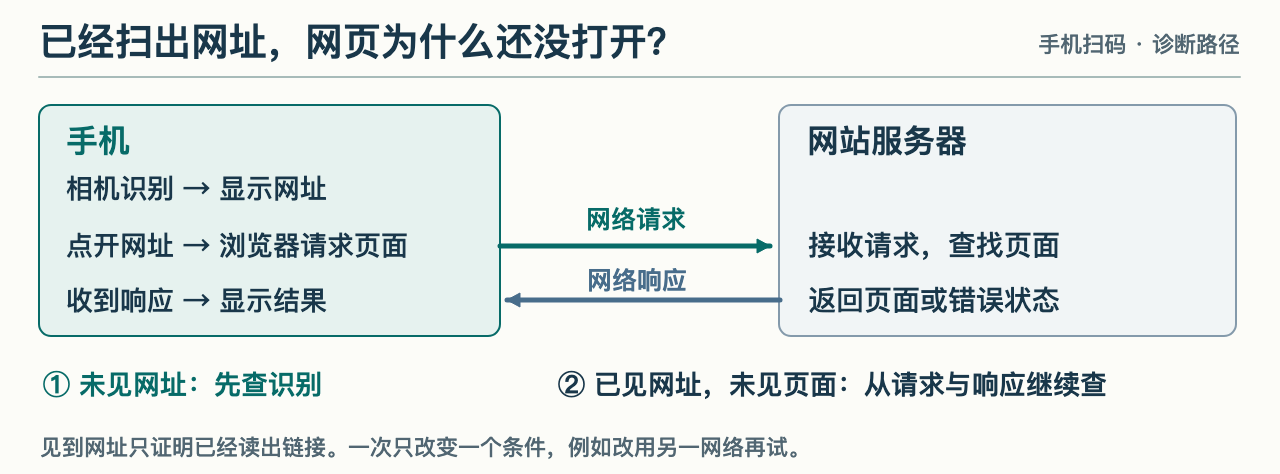 已经扫出网址，网页为什么还没打开？
手机扫码 · 诊断路径
手机
相机识别 → 显示网址
点开网址 → 浏览器请求页面
收到响应 → 显示结果
网络请求
网络响应
网站服务器
接收请求，查找页面
返回页面或错误状态
① 未见网址：先查识别
② 已见网址，未见页面：从请求与响应继续查
见到网址只证明已经读出链接。一次只改变一个条件，例如改用另一网络再试。